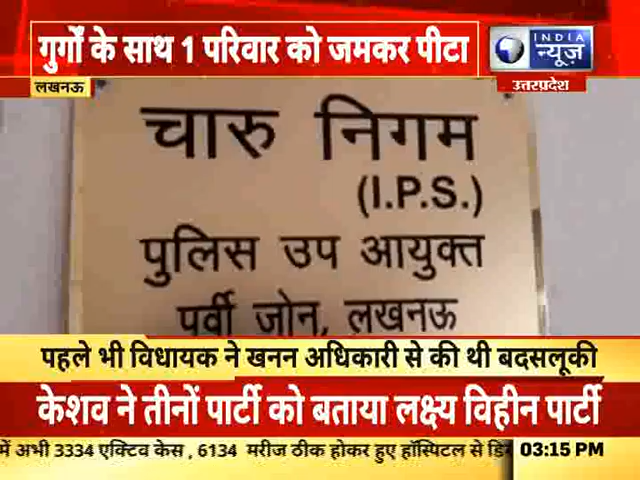 गुर्गों के साथ 1 परिवार को जमकर पीटा
INDIA
न्यूज़
लखनऊ
उत्तरप्रदेश
चारु निगम
(I.P.S.)
पुलिस उप आयुक्त
पूर्वी जोन, लखनऊ
पहले भी विधायक ने खनन अधिकारी से की थी बदसलूकी
केशव ने तीनों पार्टी को बताया लक्ष्य विहीन पार्टी
में अभी 3334 एक्टिव केस , 6134 मरीज ठीक होकर हुए हॉस्पिटल से
03:15 PM